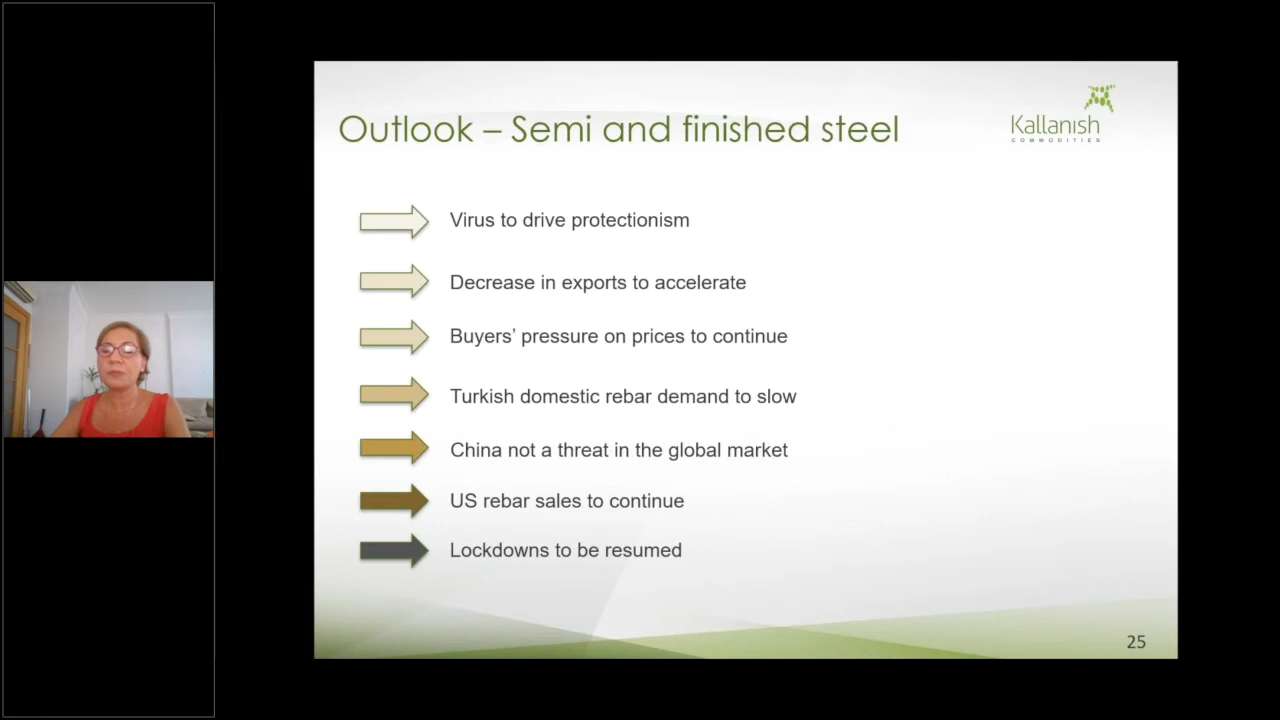 Outlook – Semi and finished steel
Kallanish
COMMODITIES
Virus to drive protectionism
Decrease in exports to accelerate
Buyers’ pressure on prices to continue
Turkish domestic rebar demand to slow
China not a threat in the global market
US rebar sales to continue
Lockdowns to be resumed
25